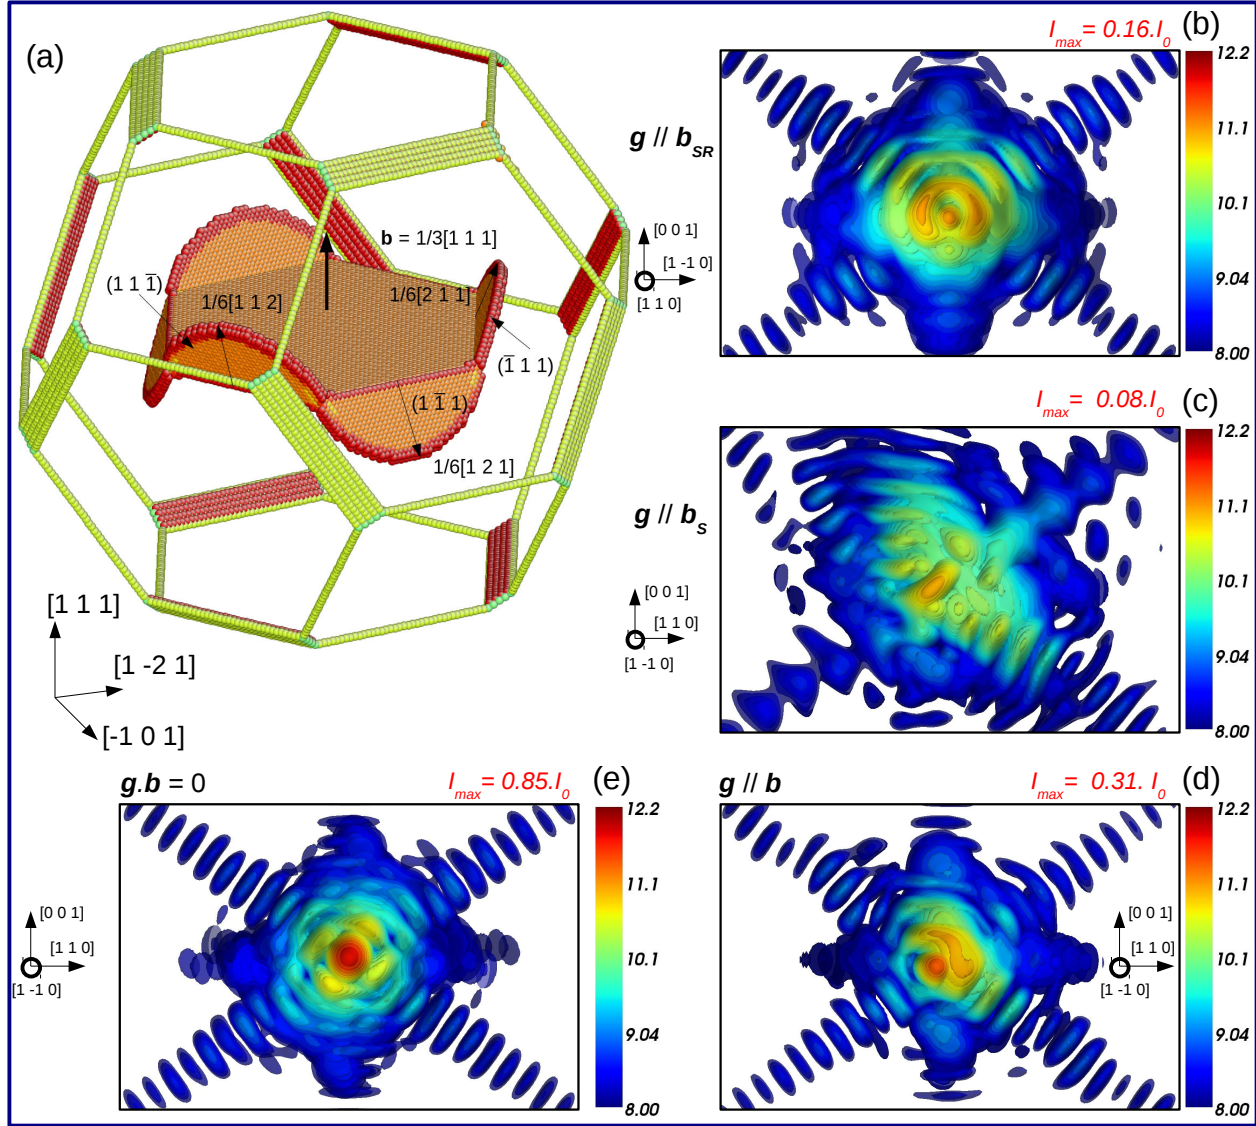 (a)
b = 1/3[1 1 1]
(1 1 1̅)
1/6[1 1 2]
1/6[2 1 1]
(1̅ 1 1)
(1 1̅ 1)
1/6[1 2 1]
[1 1 1]
[1 -2 1]
[-1 0 1]
I_max = 0.16.I_0
(b)
g // b_SR
[0 0 1]
[1 -1 0]
[1 1 0]
12.2
11.1
10.1
9.04
8.00
I_max = 0.08.I_0
(c)
g // b_S
[0 0 1]
[1 1 0]
[1 -1 0]
12.2
11.1
10.1
9.04
8.00
g.b = 0
I_max = 0.85.I_0
(e)
[0 0 1]
[1 1 0]
[1 -1 0]
12.2
11.1
10.1
9.04
8.00
g // b
I_max = 0.31. I_0
(d)
[0 0 1]
[1 1 0]
[1 -1 0]
12.2
11.1
10.1
9.04
8.00